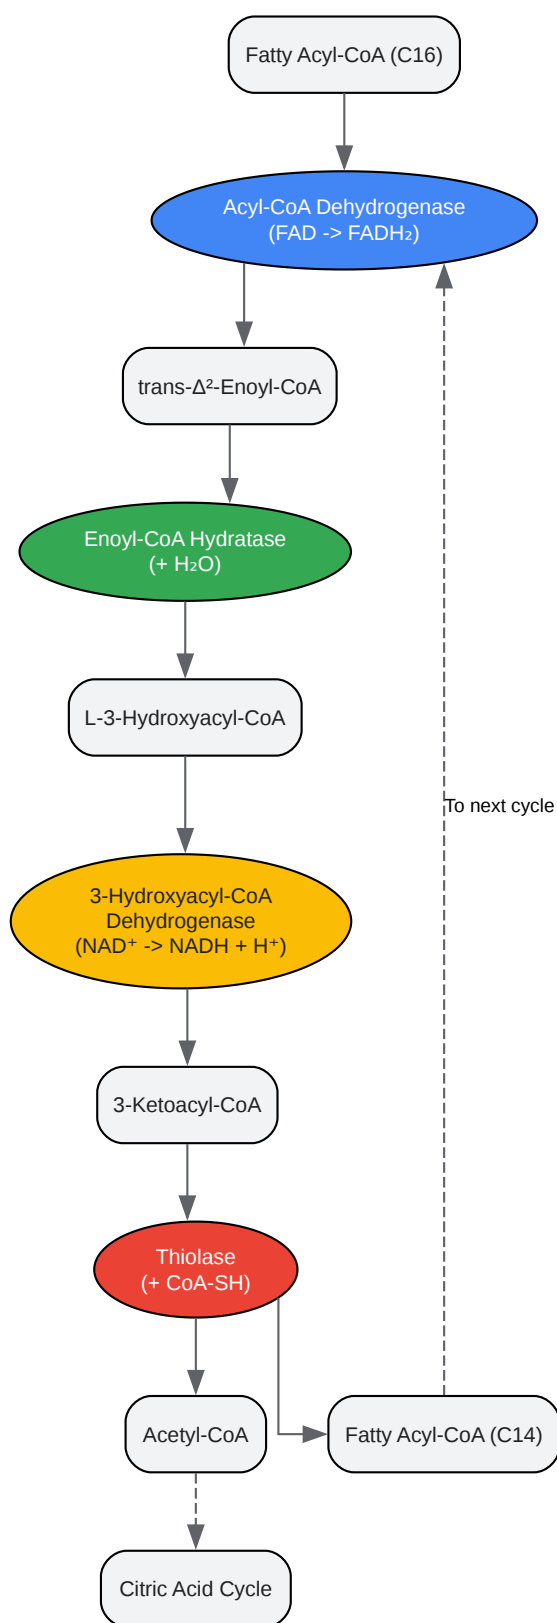 Fatty Acyl-CoA (C16)
Acyl-CoA Dehydrogenase
(FAD -> FADH₂)
trans-Δ²-Enoyl-CoA
Enoyl-CoA Hydratase
(+ H₂O)
L-3-Hydroxyacyl-CoA
To next cycle
3-Hydroxyacyl-CoA
Dehydrogenase
(NAD⁺ -> NADH + H⁺)
3-Ketoacyl-CoA
Thiolase
(+ CoA-SH)
Acetyl-CoA
Fatty Acyl-CoA (C14)
Citric Acid Cycle